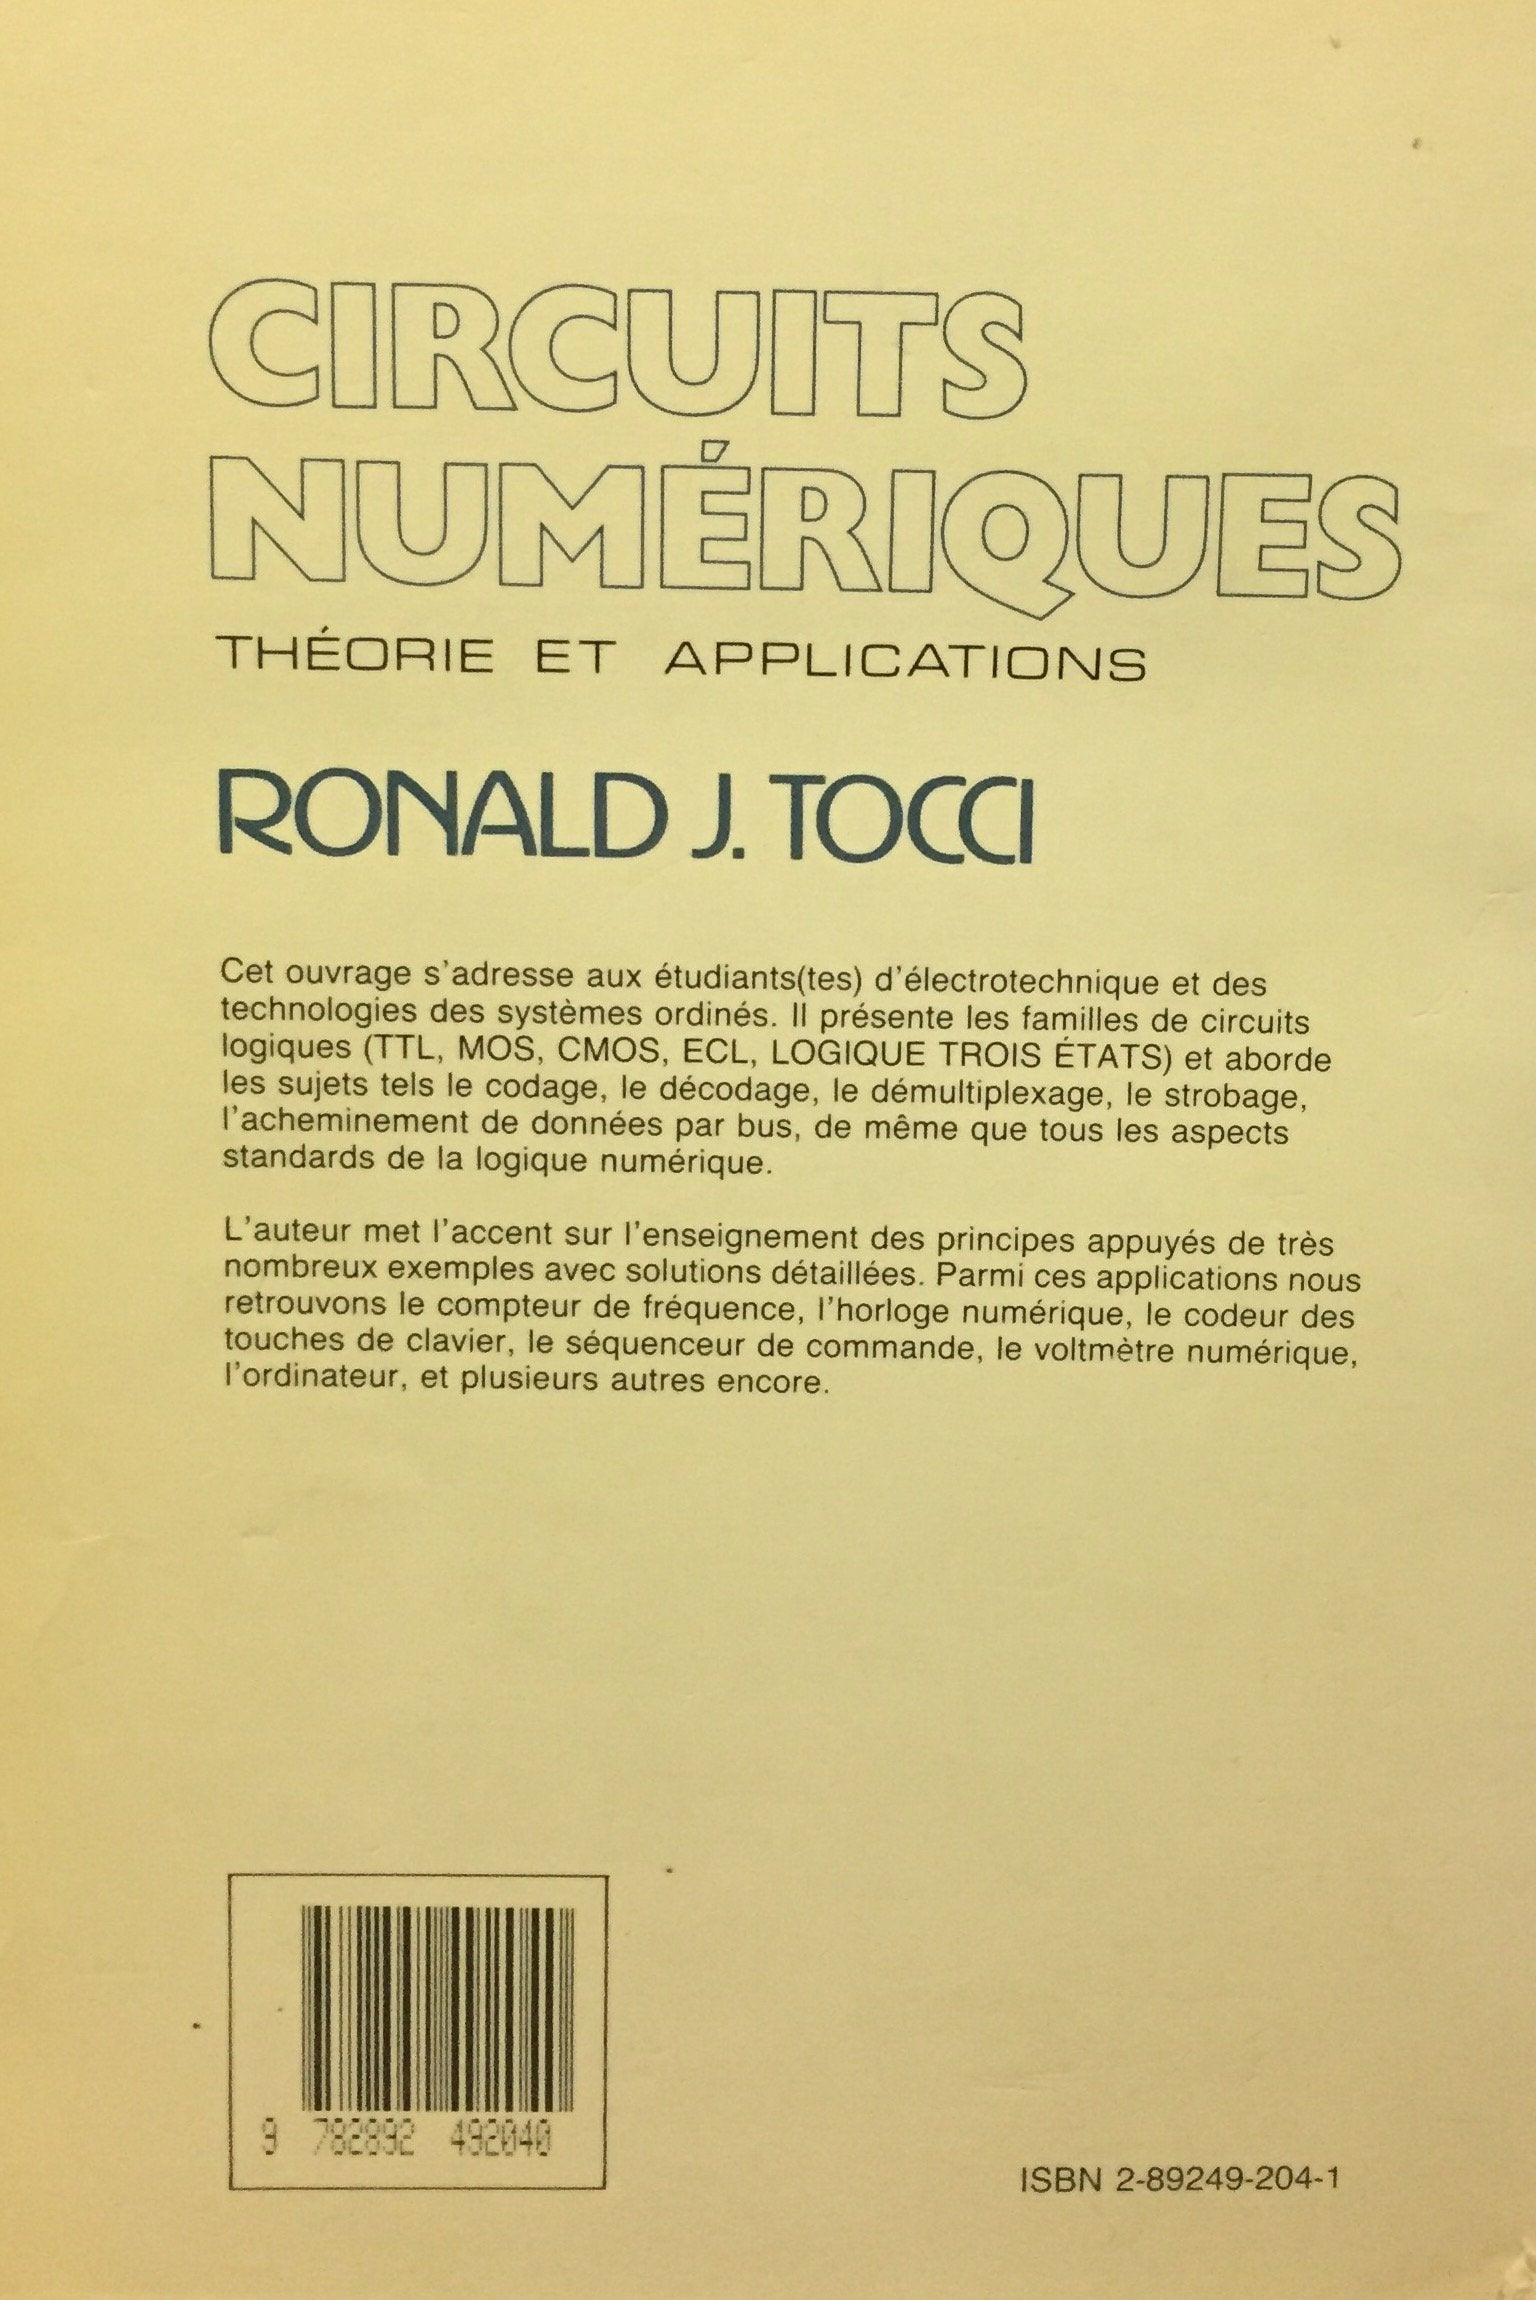 CIRCUITS
NUMÉRIQUES
THÉORIE ET APPLICATIONS
RONALD J. TOCCI
Cet ouvrage s'adresse aux étudiants(tes) d'électrotechnique et des
technologies des systèmes ordinés. Il présente les familles de circuits
logiques (TTL, MOS, CMOS, ECL, LOGIQUE TROIS ÉTATS) et aborde
les sujets tels le codage, le décodage, le démultiplexage, le strobage,
l'acheminement de données par bus, de même que tous les aspects
standards de la logique numérique.
L'auteur met l'accent sur l'enseignement des principes appuyés de très
nombreux exemples avec solutions détaillées. Parmi ces applications nous
retrouvons le compteur de fréquence, l'horloge numérique, le codeur des
touches de clavier, le séquenceur de commande, le voltmètre numérique,
l'ordinateur, et plusieurs autres encore.
9 782892 492040
ISBN 2-89249-204-1